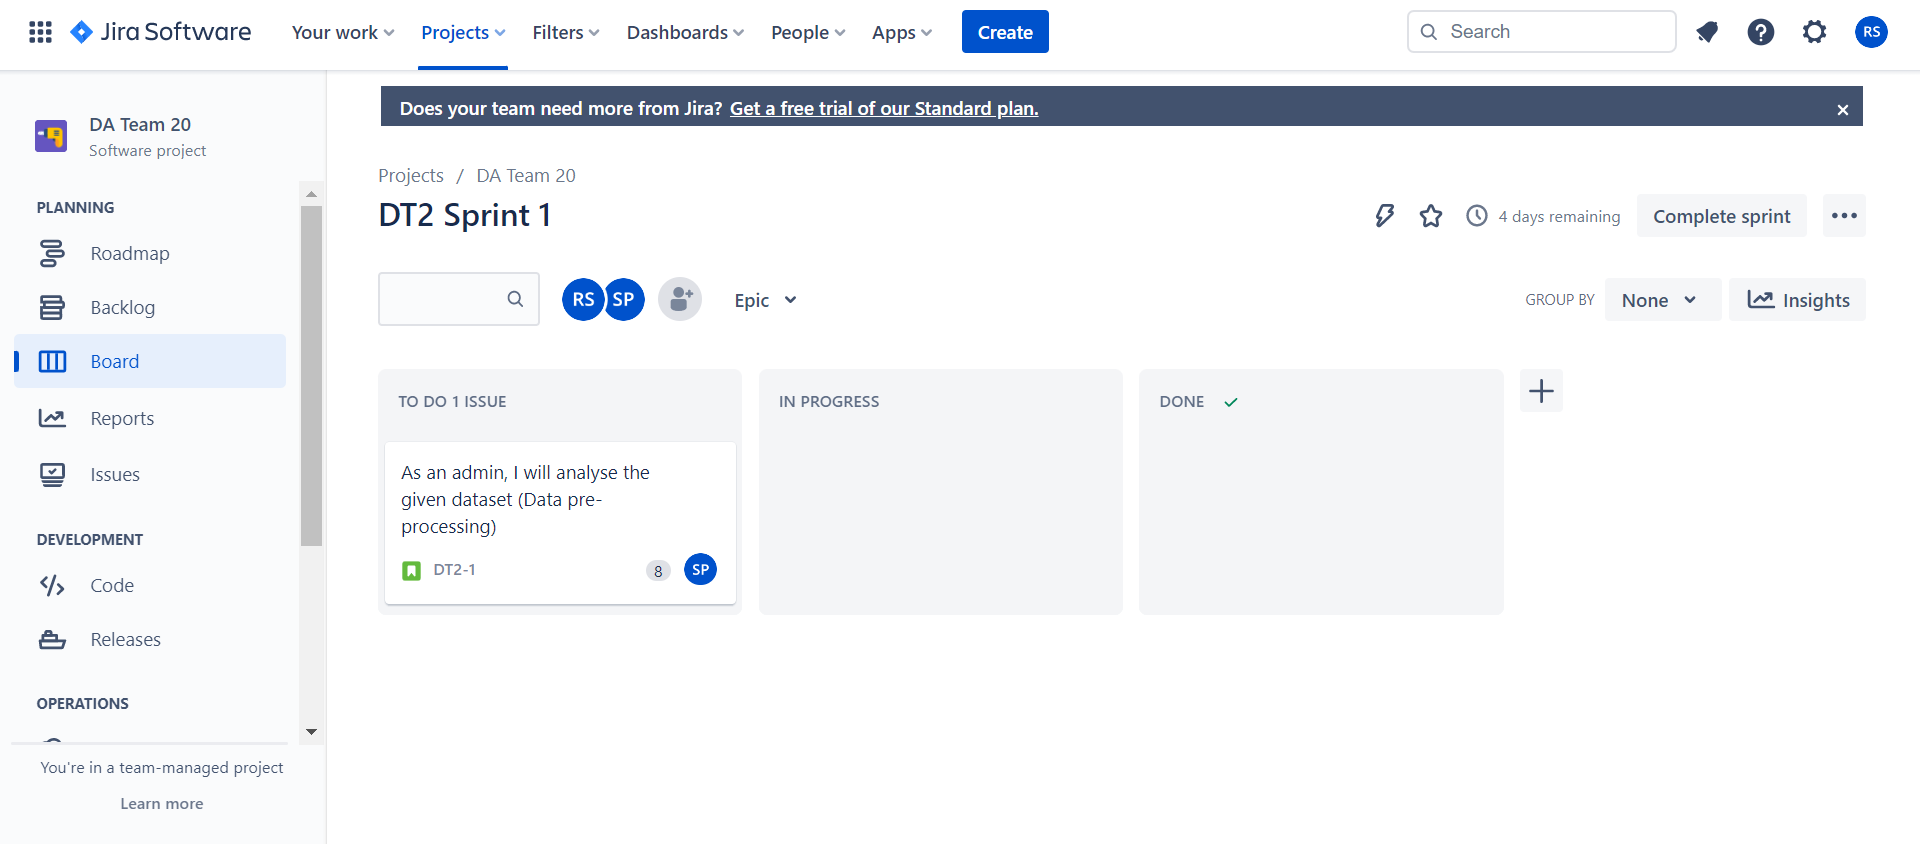 Jira Software
Your work
Projects
Filters
Dashboards
People
Apps
Create
Search
RS
DA Team 20
Software project
PLANNING
Roadmap
Backlog
Board
Reports
Issues
DEVELOPMENT
Code
Releases
OPERATIONS
You're in a team-managed project
Learn more
Does your team need more from Jira? Get a free trial of our Standard plan.
Projects / DA Team 20
DT2 Sprint 1
4 days remaining
Complete sprint
RS SP
Epic
GROUP BY
None
Insights
TO DO 1 ISSUE
As an admin, I will analyse the
given dataset (Data pre-
processing)
DT2-1
8
SP
IN PROGRESS
DONE